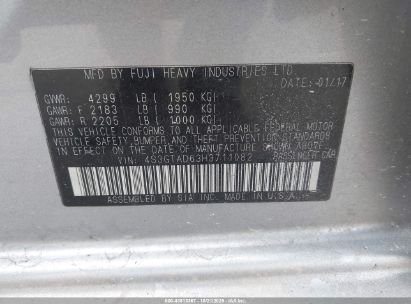 MFD BY FUJI HEAVY INDUSTRIES LTD
DATE: 01/17
GVWR: 4299 LB ( 1950 KG)
GAWR: F 2183 LB ( 990 KG)
GAWR: R 2205 LB ( 1000 KG)
THIS VEHICLE CONFORMS TO ALL APPLICABLE FEDERAL MOTOR
VEHICLE SAFETY, BUMPER, AND THEFT PREVENTION STANDARDS
IN EFFECT ON THE DATE OF MANUFACTURE SHOWN ABOVE
VIN: 4S3GTAD63H3711082 PASSENGER CAR
ASSEMBLED BY SIA INC. MADE IN U.S.A.